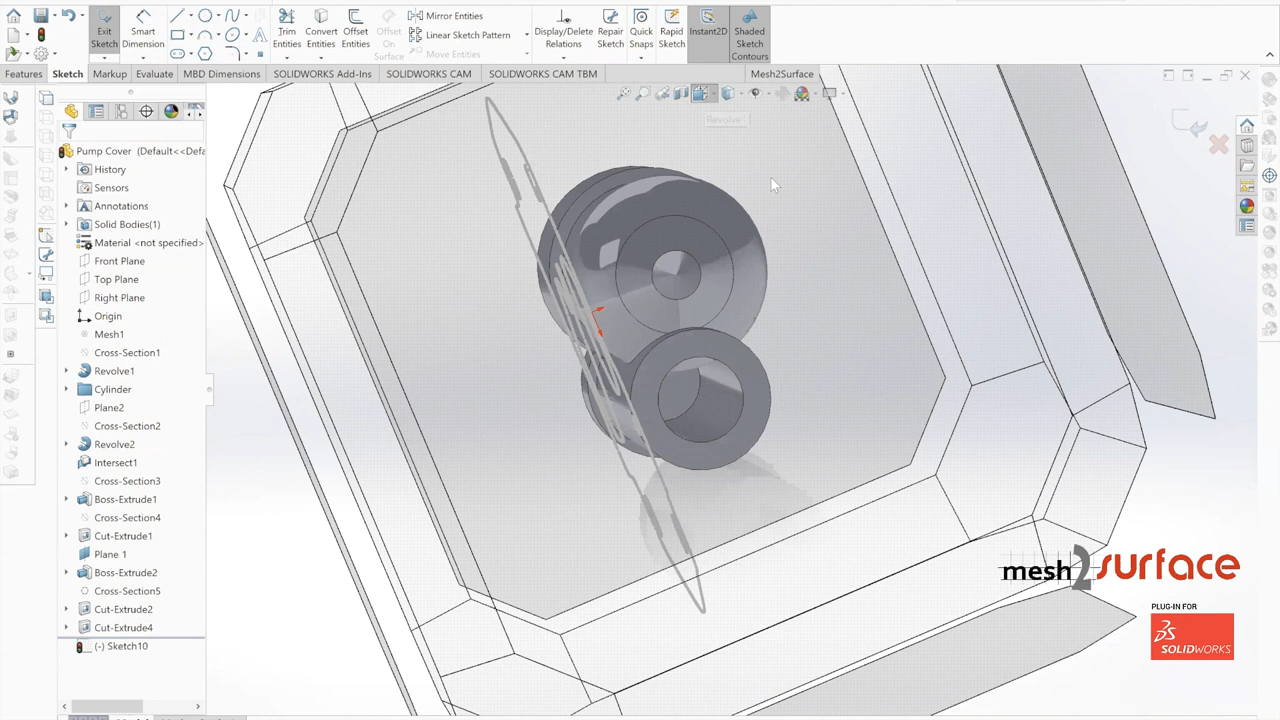 Exit
Sketch
Smart
Dimension
Trim
Entities
Convert
Entities
Offset
Entities
Offset
On
Surface
Mirror Entities
Linear Sketch Pattern
Move Entities
Display/Delete
Relations
Repair
Sketch
Quick
Snaps
Rapid
Sketch
Instant2D
Shaded
Sketch
Contours
Features
Sketch
Markup
Evaluate
MBD Dimensions
SOLIDWORKS Add-Ins
SOLIDWORKS CAM
SOLIDWORKS CAM TBM
Mesh2Surface
Revolve
Pump Cover (Default<<Defa
History
Sensors
Annotations
Solid Bodies(1)
Material <not specified>
Front Plane
Top Plane
Right Plane
Origin
Mesh1
Cross-Section1
Revolve1
Cylinder
Plane2
Cross-Section2
Revolve2
Intersect1
Cross-Section3
Boss-Extrude1
Cross-Section4
Cut-Extrude1
Plane 1
Boss-Extrude2
Cross-Section5
Cut-Extrude2
Cut-Extrude4
(-) Sketch10
mesh2surface
PLUG-IN FOR
SOLIDWORKS